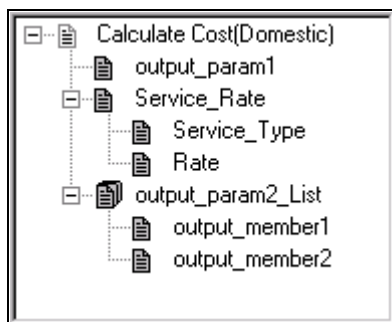 Calculate Cost(Domestic)
output_param1
Service_Rate
Service_Type
Rate
output_param2_List
output_member1
output_member2